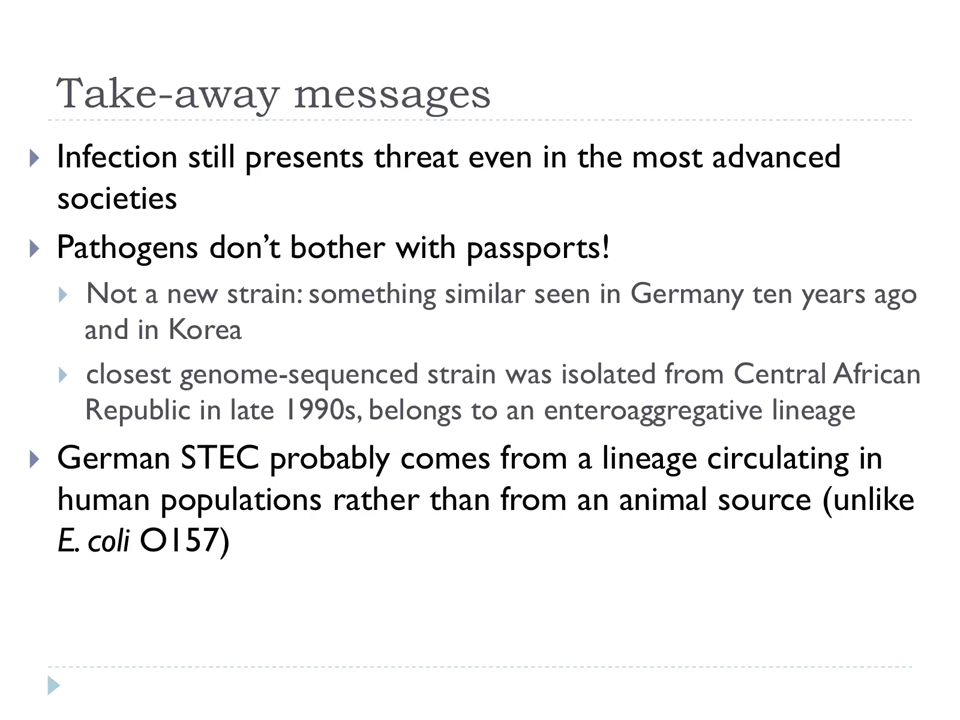 Take-away messages
Infection still presents threat even in the most advanced
societies
Pathogens don’t bother with passports!
Not a new strain: something similar seen in Germany ten years ago
and in Korea
closest genome-sequenced strain was isolated from Central African
Republic in late 1990s, belongs to an enteroaggregative lineage
German STEC probably comes from a lineage circulating in
human populations rather than from an animal source (unlike
E. coli O157)